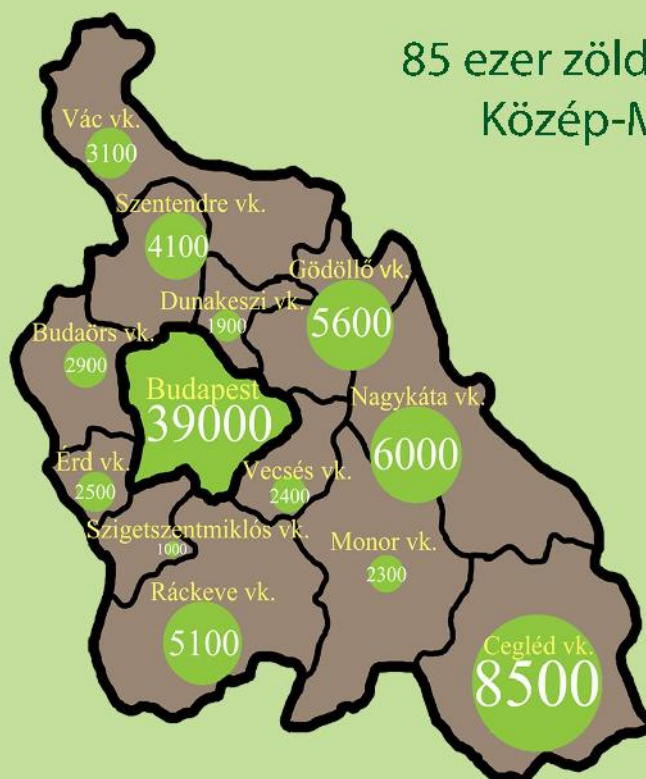 85 ezer zöld
Közép-M
Vác vk.
3100
Szentendre vk.
4100
Gödöllő vk.
5600
Dunakeszi vk.
1900
Budaörs vk.
2900
Budapest
39000
Nagykáta vk.
6000
Érd vk.
2500
Vecsés vk.
2400
Szigetszentmiklós vk.
1000
Monor vk.
2300
Ráckeve vk.
5100
Cegléd vk.
8500